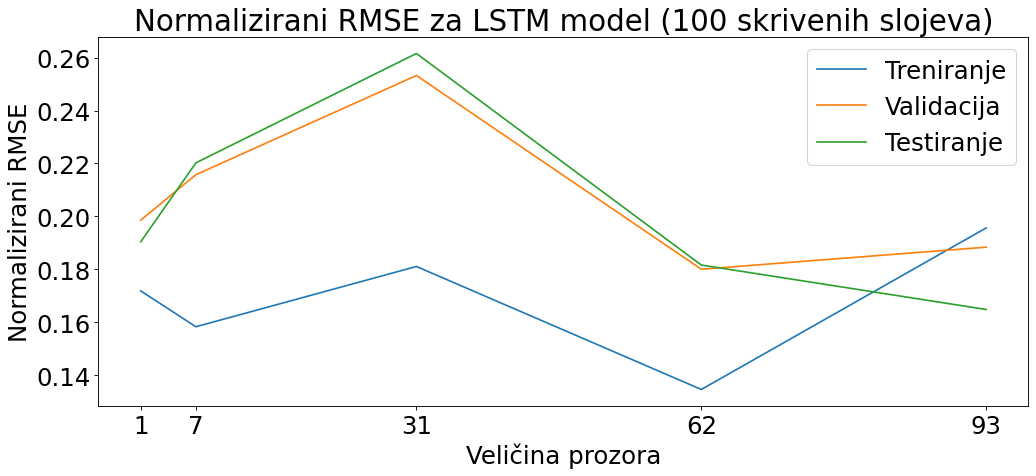 Normalizirani RMSE za LSTM model (100 skrivenih slojeva)
Normalizirani RMSE
0.26
0.24
0.22
0.20
0.18
0.16
0.14
Treniranje
Validacija
Testiranje
1 7 31 62 93
Veličina prozora